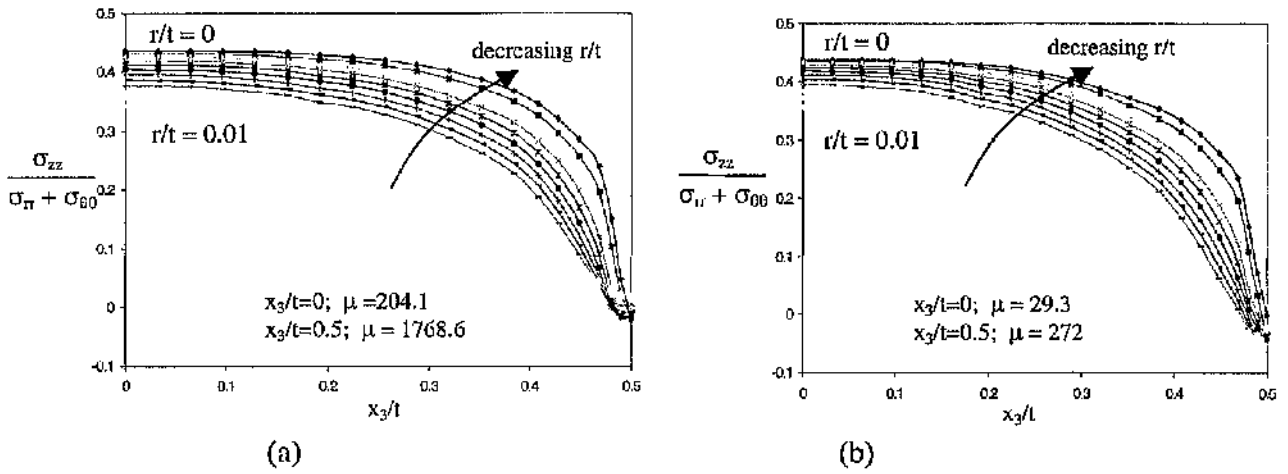 0.5
0.4
0.3
0.2
0.1
0
-0.1
0
0.1
0.2
0.3
0.4
0.5
r/t = 0
decreasing r/t
r/t = 0.01
σzz
σrr + σθθ
x3/t=0; μ =204.1
x3/t=0.5; μ = 1768.6
x3/t
(a)
0.5
0.4
0.3
0.2
0.1
0
-0.1
0
0.1
0.2
0.3
0.4
0.5
r/t = 0
decreasing r/t
r/t = 0.01
σzz
σrr + σθθ
x3/t=0; μ = 29.3
x3/t=0.5; μ = 272
x3/t
(b)